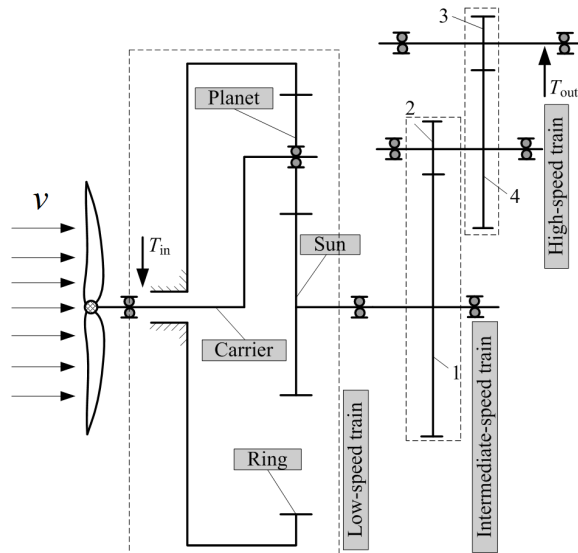 3
T_out
Planet
2
High-speed train
4
v
T_in
Sun
Carrier
1
Intermediate-speed train
Low-speed train
Ring